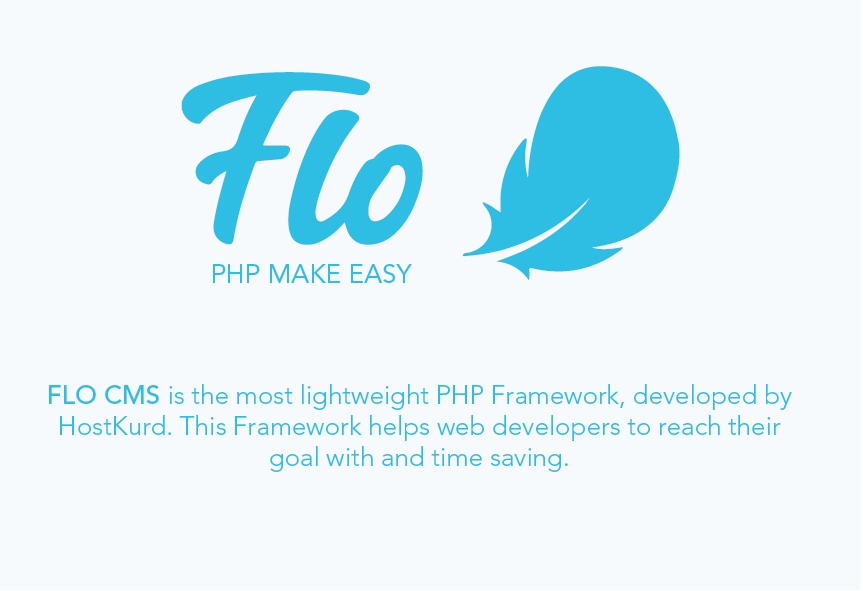 Flo
PHP MAKE EASY
FLO CMS is the most lightweight PHP Framework, developed by
HostKurd. This Framework helps web developers to reach their
goal with and time saving.